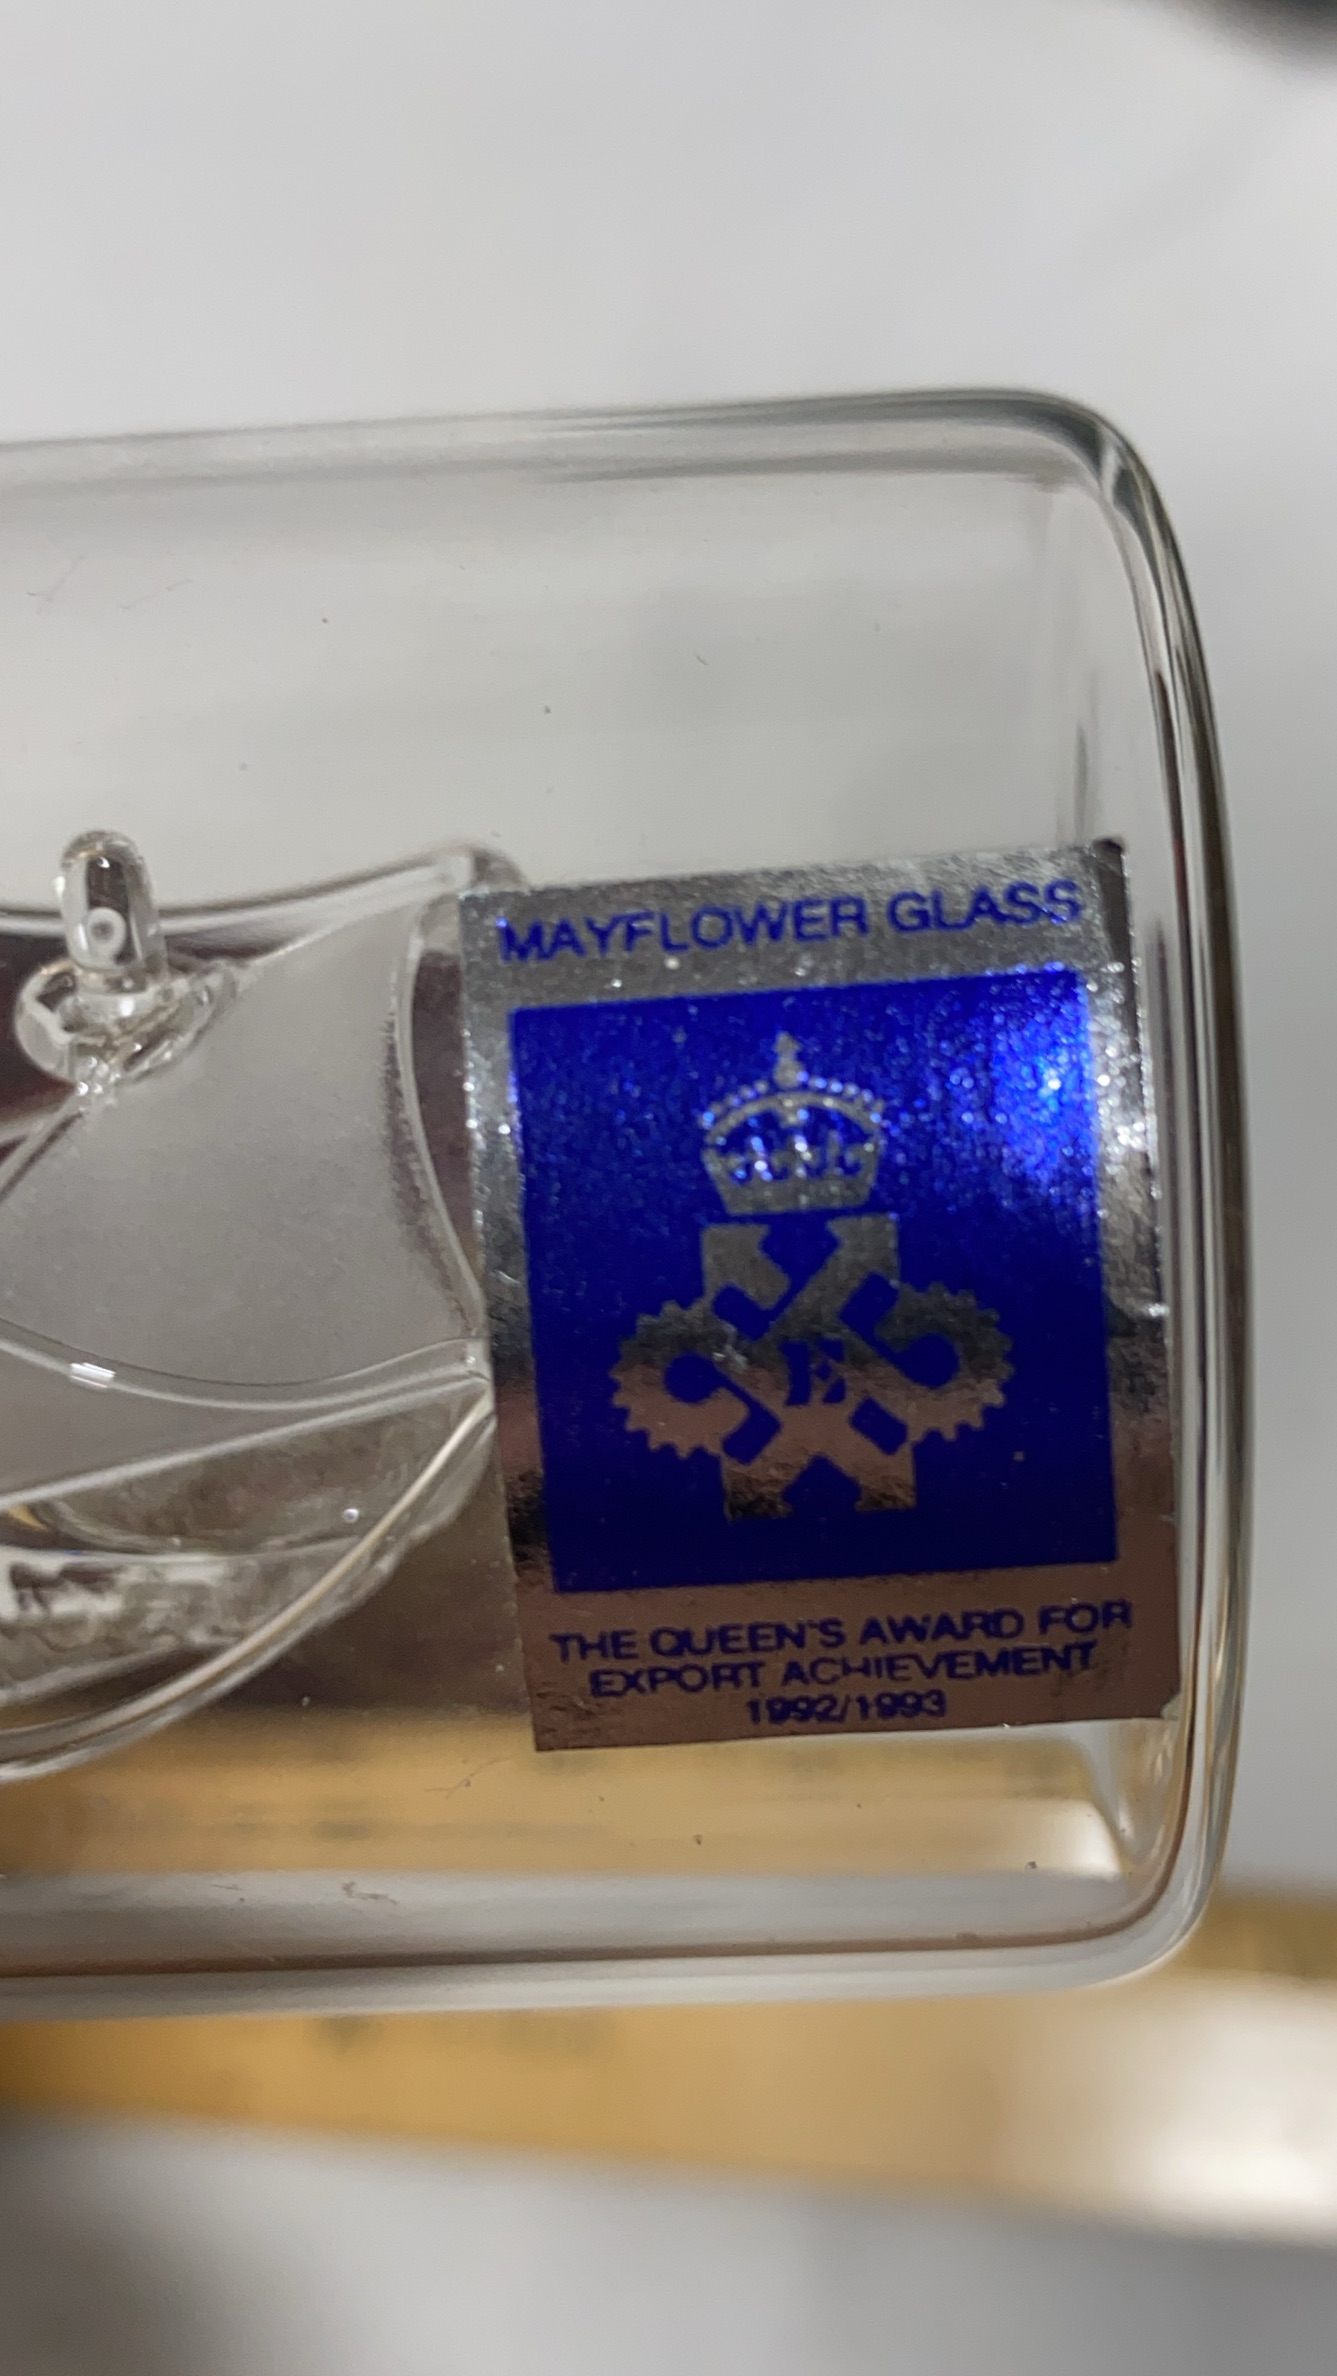 MAYFLOWER GLASS
E
THE QUEEN'S AWARD FOR
EXPORT ACHIEVEMENT
1992/1993